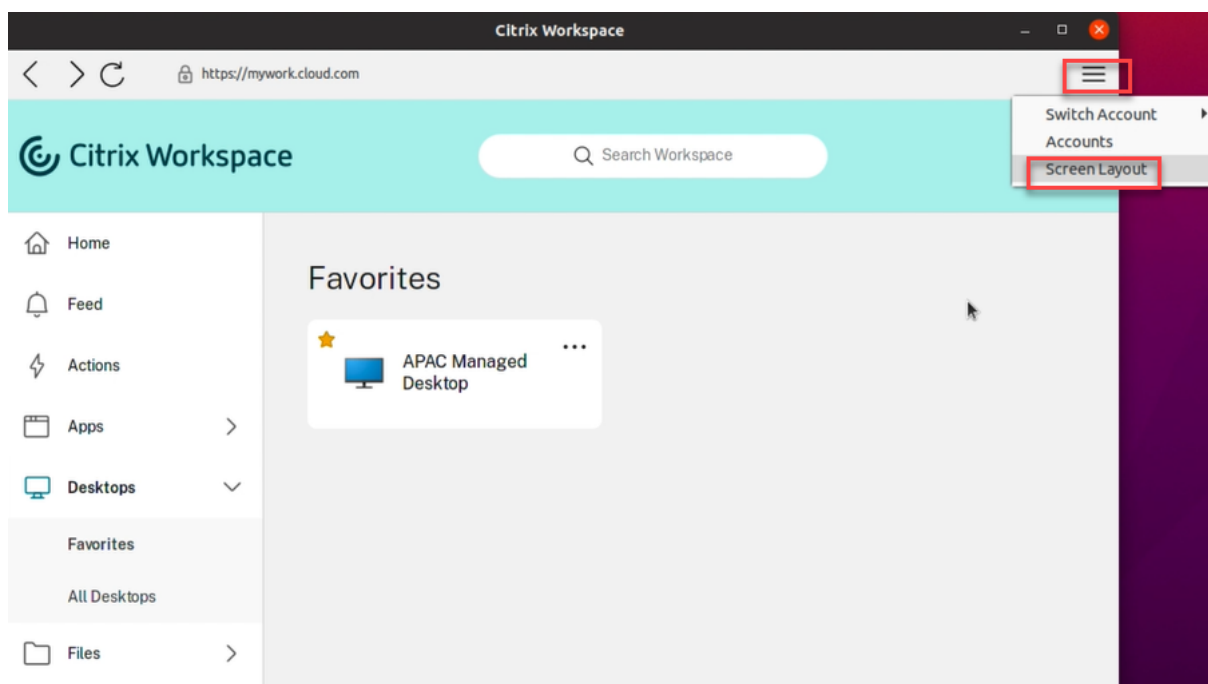 Citrix Workspace
https://mywork.cloud.com
Switch Account
Accounts
Screen Layout
Citrix Workspace
Search Workspace
Home
Feed
Actions
Apps
Desktops
Favorites
All Desktops
Files
Favorites
APAC Managed
Desktop